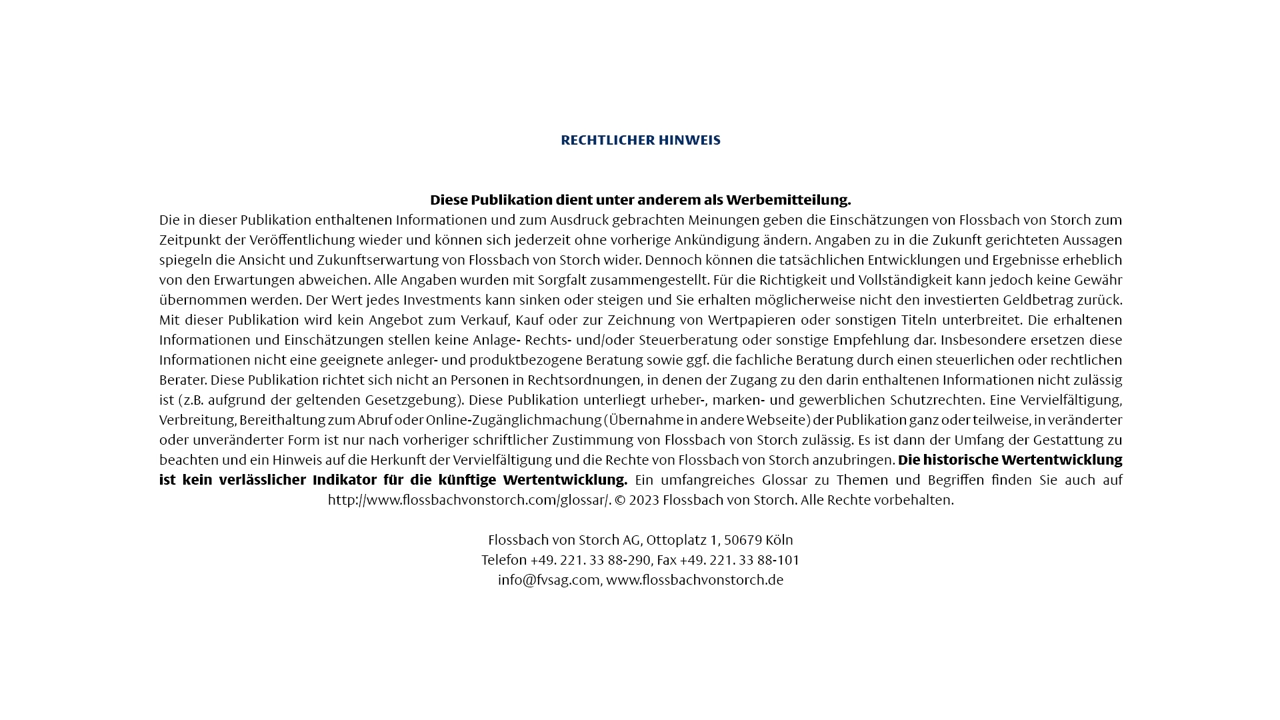 RECHTLICHER HINWEIS
Diese Publikation dient unter anderem als Werbemitteilung.
Die in dieser Publikation enthaltenen Informationen und zum Ausdruck gebrachten Meinungen geben die Einschätzungen von Flossbach von Storch zum
Zeitpunkt der Veröffentlichung wieder und können sich jederzeit ohne vorherige Ankündigung ändern. Angaben zu in die Zukunft gerichteten Aussagen
spiegeln die Ansicht und Zukunftserwartung von Flossbach von Storch wider. Dennoch können die tatsächlichen Entwicklungen und Ergebnisse erheblich
von den Erwartungen abweichen. Alle Angaben wurden mit Sorgfalt zusammengestellt. Für die Richtigkeit und Vollständigkeit kann jedoch keine Gewähr
übernommen werden. Der Wert jedes Investments kann sinken oder steigen und Sie erhalten möglicherweise nicht den investierten Geldbetrag zurück.
Mit dieser Publikation wird kein Angebot zum Verkauf, Kauf oder zur Zeichnung von Wertpapieren oder sonstigen Titeln unterbreitet. Die erhaltenen
Informationen und Einschätzungen stellen keine Anlage- Rechts- und/oder Steuerberatung oder sonstige Empfehlung dar. Insbesondere ersetzen diese
Informationen nicht eine geeignete anleger- und produktbezogene Beratung sowie ggf. die fachliche Beratung durch einen steuerlichen oder rechtlichen
Berater. Diese Publikation richtet sich nicht an Personen in Rechtsordnungen, in denen der Zugang zu den darin enthaltenen Informationen nicht zulässig
ist (z.B. aufgrund der geltenden Gesetzgebung). Diese Publikation unterliegt urheber-, marken- und gewerblichen Schutzrechten. Eine Vervielfältigung,
Verbreitung, Bereithaltung zum Abruf oder Online-Zugänglichmachung (Übernahme in andere Webseite) der Publikation ganz oder teilweise, in veränderter
oder unveränderter Form ist nur nach vorheriger schriftlicher Zustimmung von Flossbach von Storch zulässig. Es ist dann der Umfang der Gestattung zu
beachten und ein Hinweis auf die Herkunft der Vervielfältigung und die Rechte von Flossbach von Storch anzubringen. Die historische Wertentwicklung
ist kein verlässlicher Indikator für die künftige Wertentwicklung. Ein umfangreiches Glossar zu Themen und Begriffen finden Sie auch auf
http://www.flossbachvonstorch.com/glossar/. © 2023 Flossbach von Storch. Alle Rechte vorbehalten.
Flossbach von Storch AG, Ottoplatz 1, 50679 Köln
Telefon +49. 221. 33 88-290, Fax +49. 221. 33 88-101
info@fvsag.com, www.flossbachvonstorch.de